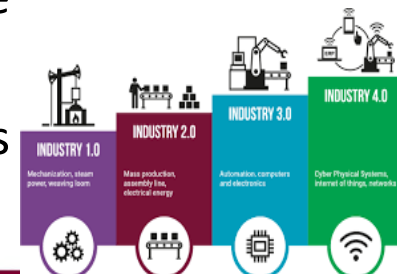 e
s
INDUSTRY 1.0
Mechanization, steam
power, weaving loom
INDUSTRY 2.0
Mass production,
assembly line,
electrical energy
INDUSTRY 3.0
Automation, computers
and electronics
INDUSTRY 4.0
Cyber Physical Systems,
internet of things, networks